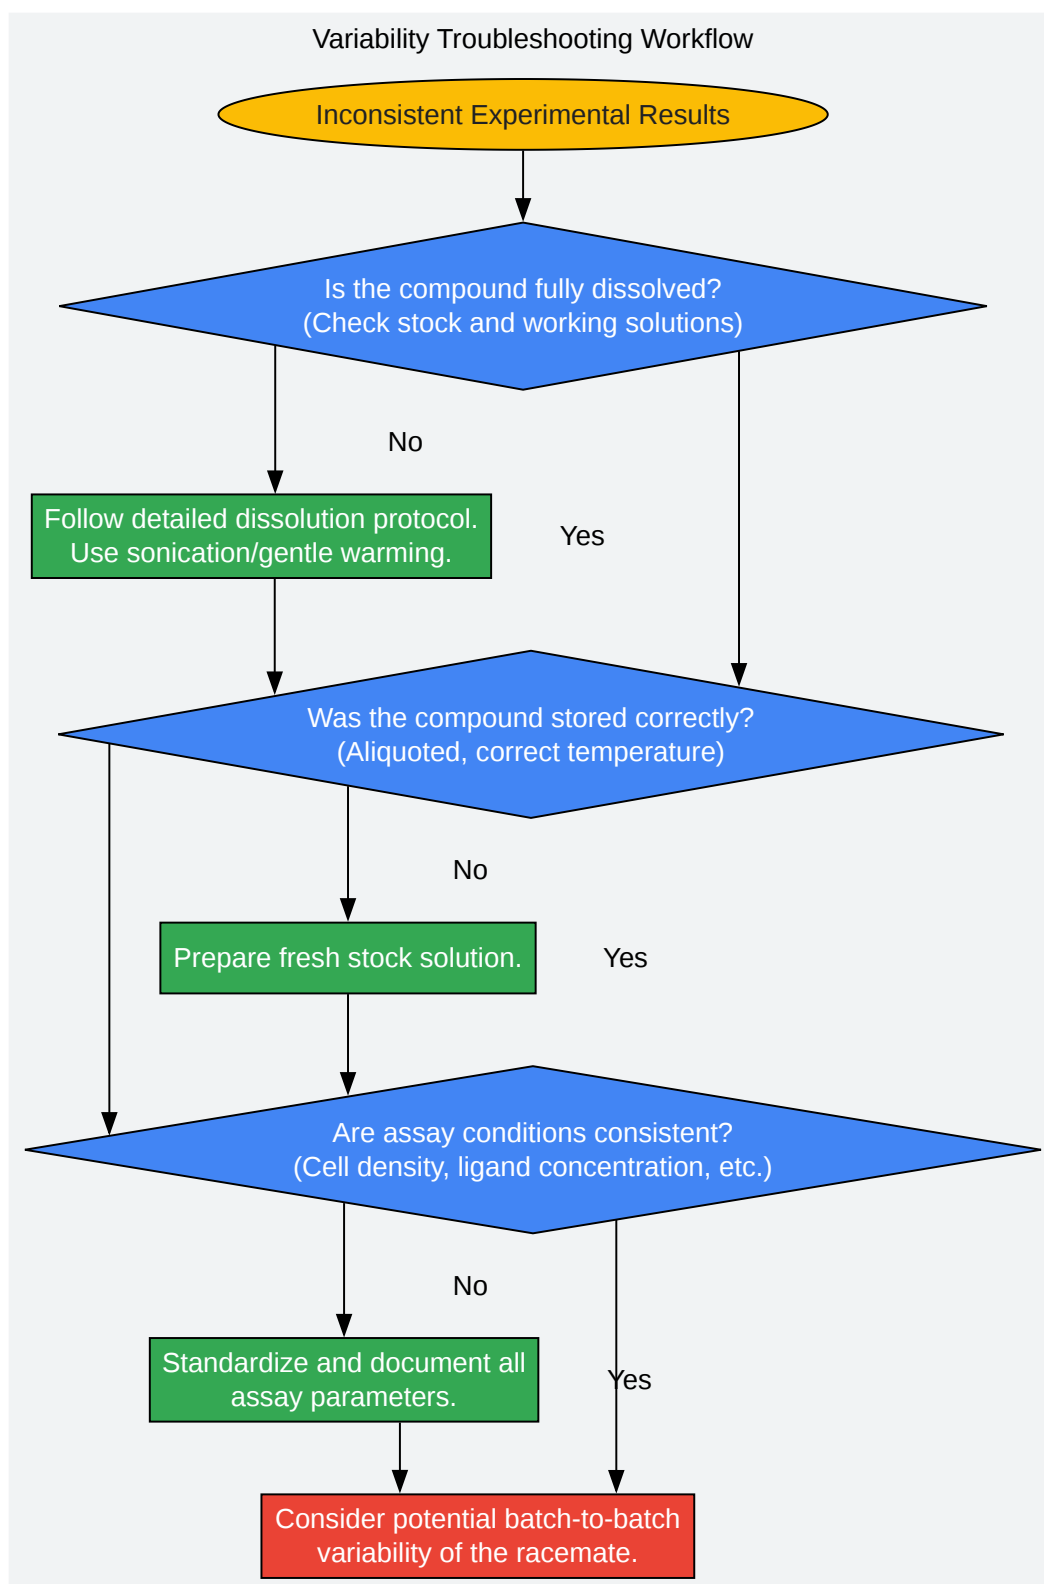 Variability Troubleshooting Workflow
Inconsistent Experimental Results
Is the compound fully dissolved?
(Check stock and working solutions)
No
Follow detailed dissolution protocol.
Use sonication/gentle warming.
Yes
Was the compound stored correctly?
(Aliquoted, correct temperature)
No
Prepare fresh stock solution.
Yes
Are assay conditions consistent?
(Cell density, ligand concentration, etc.)
No
Standardize and document all
assay parameters.
Yes
Consider potential batch-to-batch
variability of the racemate.